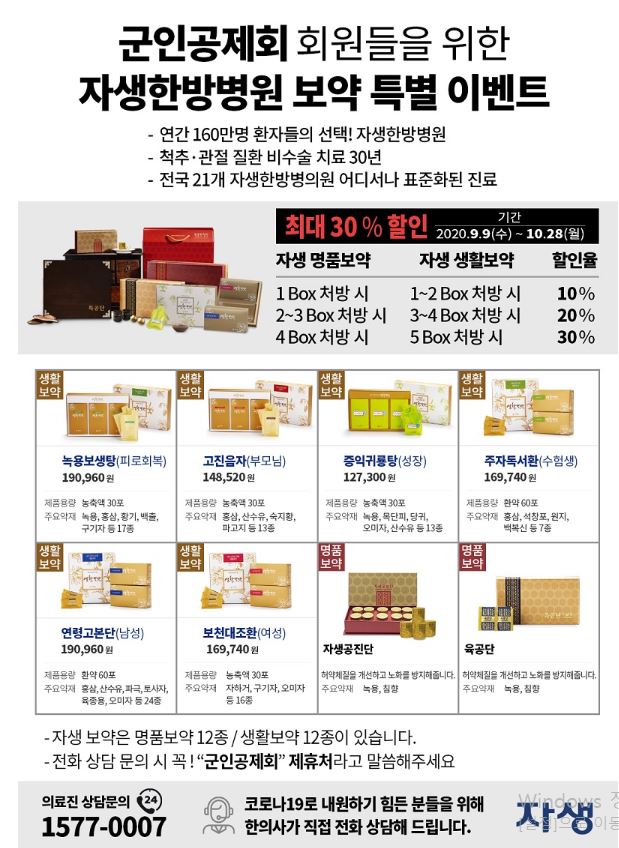 군인공제회 회원들을 위한
자생한방병원 보약 특별 이벤트
- 연간 160만명 환자들의 선택! 자생한방병원
- 척추·관절 질환 비수술 치료 30년
- 전국 21개 자생한방병의원 어디서나 표준화된 진료
최대 30 % 할인
기간
2020.9.9(수) ~ 10.28(월)
자생 명품보약 자생 생활보약 할인율
1 Box 처방 시 1~2 Box 처방 시 10%
2~3 Box 처방 시 3~4 Box 처방 시 20%
4 Box 처방 시 5 Box 처방 시 30%
육공단
생활
보약
녹용보생탕(피로회복)
190,960 원
제품용량 농축액 30포
주요약재 녹용, 홍삼, 황기, 백출,
구기자 등 17종
생활
보약
고진음자(부모님)
148,520 원
제품용량 농축액 30포
주요약재 홍삼, 산수유, 숙지황,
파고지 등 13종
생활
보약
증익귀룡탕(성장)
127,300 원
제품용량 농축액 30포
주요약재 녹용, 목단피, 당귀,
오미자, 산수유 등 13종
생활
보약
주자독서환(수험생)
169,740 원
제품용량 환약 60포
주요약재 홍삼, 석창포, 원지,
백복신 등 7종
생활
보약
연령고본단(남성)
190,960 원
제품용량 환약 60포
주요약재 홍삼, 산수유, 파극, 토사자,
육종용, 오미자 등 24종
생활
보약
보천대조환(여성)
169,740 원
제품용량 농축액 30포
주요약재 자하거, 구기자, 오미자
등 16종
명품
보약
자생공진단
허약체질을 개선하고 노화를 방지해줍니다.
주요약재 녹용, 침향
명품
보약
육공단
허약체질을 개선하고 노화를 방지해줍니다.
주요약재 녹용, 침향
- 자생 보약은 명품보약 12종 / 생활보약 12종이 있습니다.
- 전화 상담 문의 시 꼭! “군인공제회” 제휴처라고 말씀해주세요
의료진 상담문의 24
1577-0007
코로나19로 내원하기 힘든 분들을 위해
한의사가 직접 전화 상담해 드립니다.
자생
Windows 정